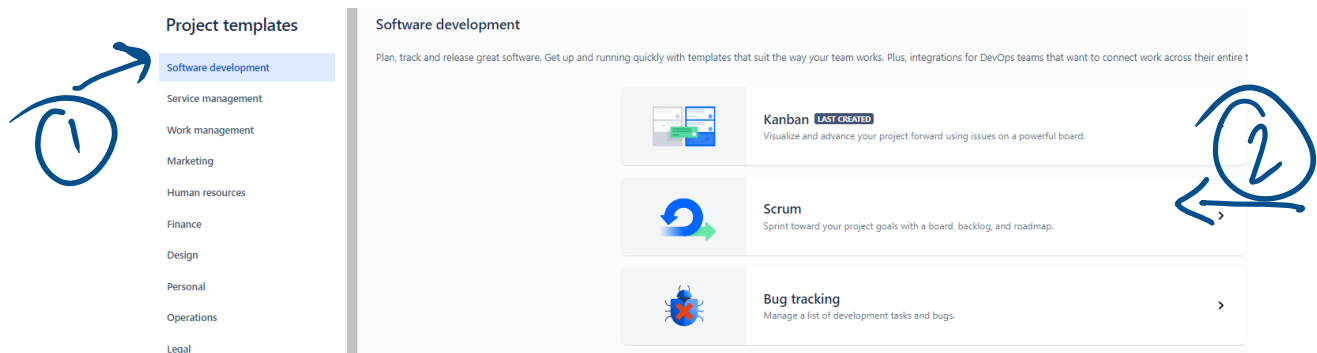 Project templates
Software development
Service management
Work management
Marketing
Human resources
Finance
Design
Personal
Operations
Legal
Software development
Plan, track and release great software. Get up and running quickly with templates that suit the way your team works. Plus, integrations for DevOps teams that want to connect work across their entire t
Kanban LAST CREATED
Visualize and advance your project forward using issues on a powerful board.
Scrum
Sprint toward your project goals with a board, backlog, and roadmap.
Bug tracking
Manage a list of development tasks and bugs.
1
2